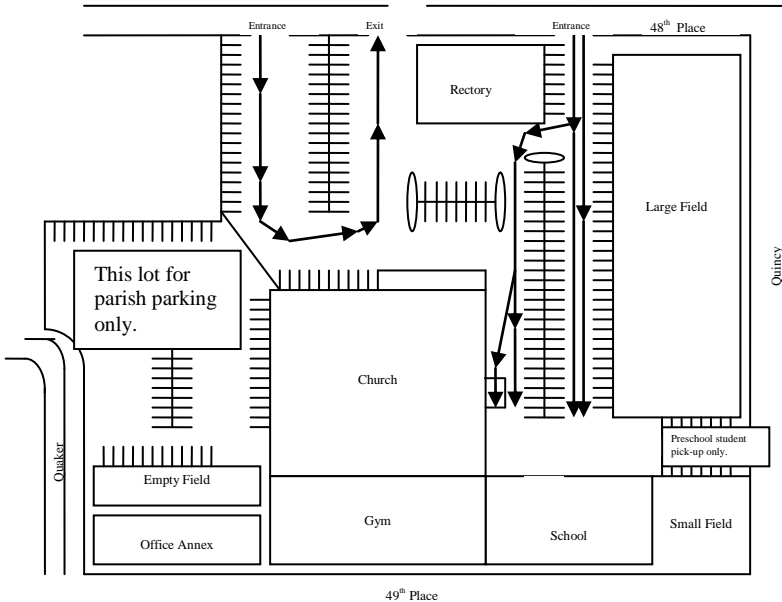 Entrance
Exit
Entrance
48th Place
Rectory
Large Field
Quincy
This lot for
parish parking
only.
Church
Preschool student
pick-up only.
Quaker
Empty Field
Gym
School
Small Field
Office Annex
49th Place